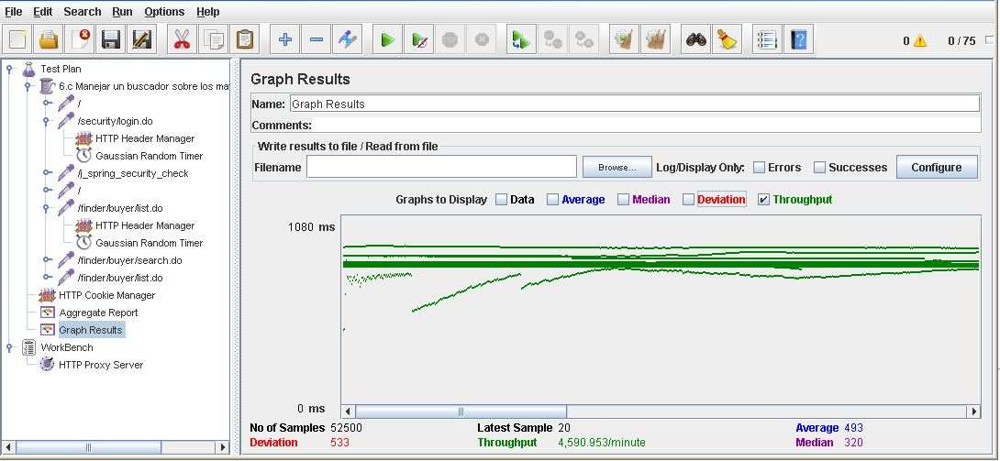 File Edit Search Run Options Help
0 0 / 75
Test Plan
6.c Manejar un buscador sobre los ma
/
/security/login.do
HTTP Header Manager
Gaussian Random Timer
/j_spring_security_check
/
/finder/buyer/list.do
HTTP Header Manager
Gaussian Random Timer
/finder/buyer/search.do
/finder/buyer/list.do
HTTP Cookie Manager
Aggregate Report
Graph Results
WorkBench
HTTP Proxy Server
Graph Results
Name: Graph Results
Comments:
Write results to file / Read from file
Filename Browse... Log/Display Only: Errors Successes Configure
Graphs to Display Data Average Median Deviation Throughput
1080 ms
0 ms
No of Samples 52500 Latest Sample 20 Average 493
Deviation 533 Throughput 4,590.953/minute Median 320